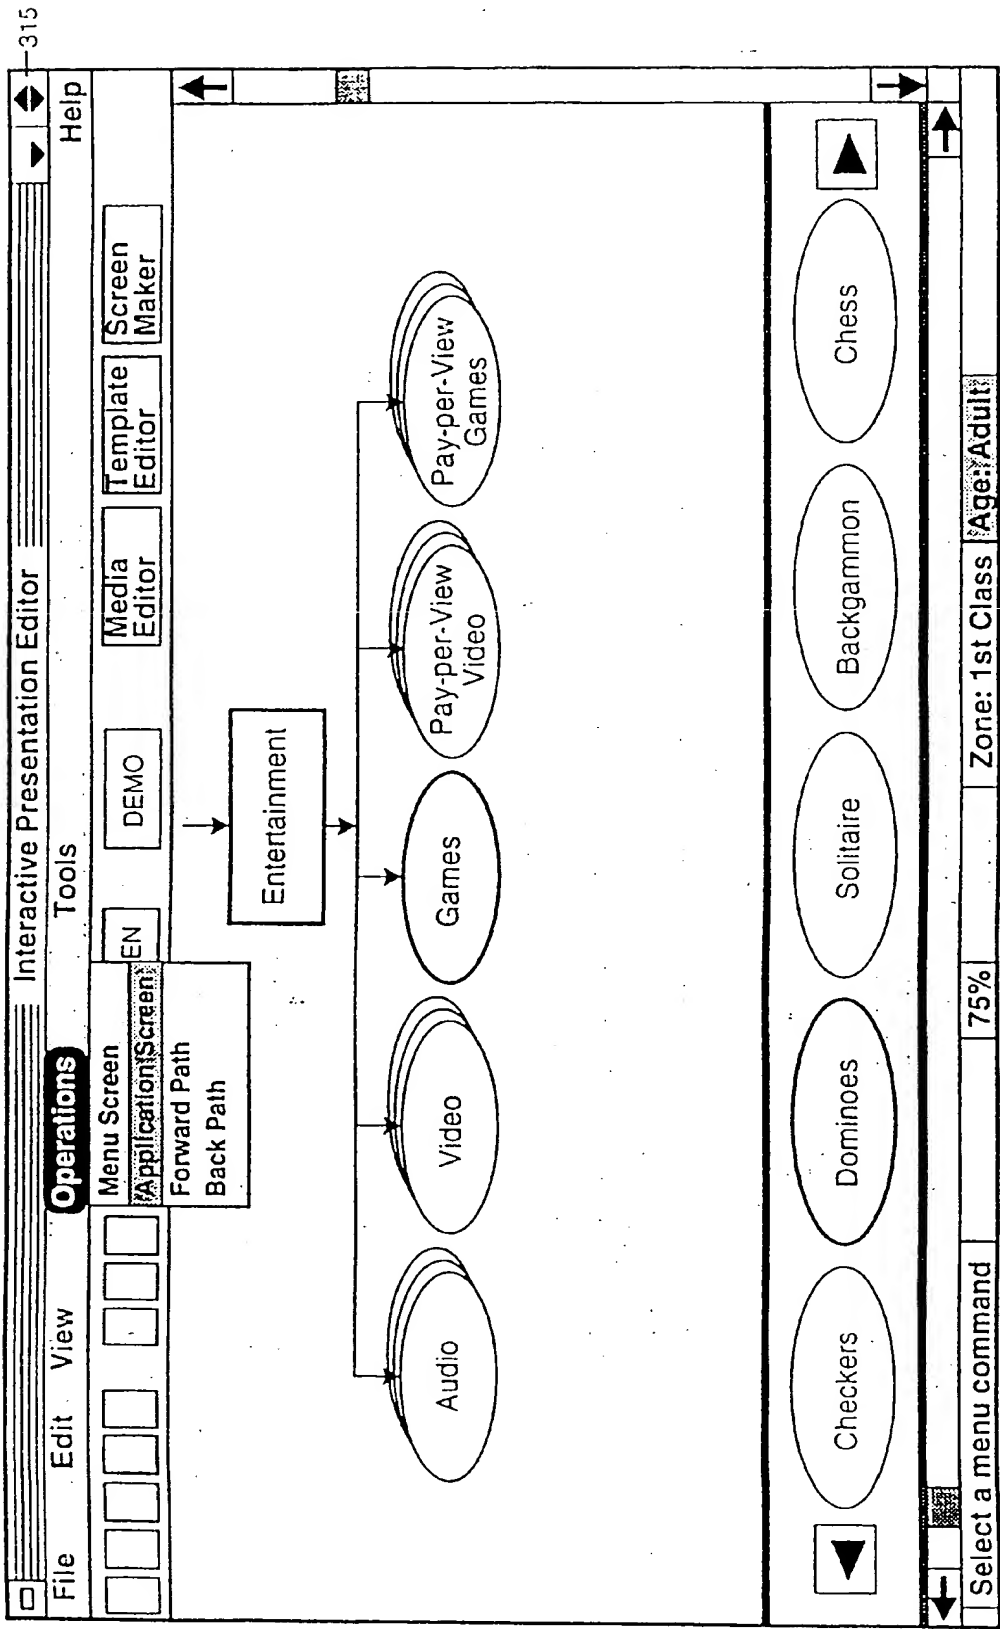 315
Interactive Presentation Editor
File Edit View Operations Tools Help
Menu Screen
Application Screen
Forward Path
Back Path
EN
DEMO
Media
Editor
Template
Editor
Screen
Maker
Entertainment
Audio
Video
Games
Pay-per-View
Video
Pay-per-View
Games
Checkers
Dominoes
Solitaire
Backgammon
Chess
Select a menu command
75%
Zone: 1st Class
Age: Adult